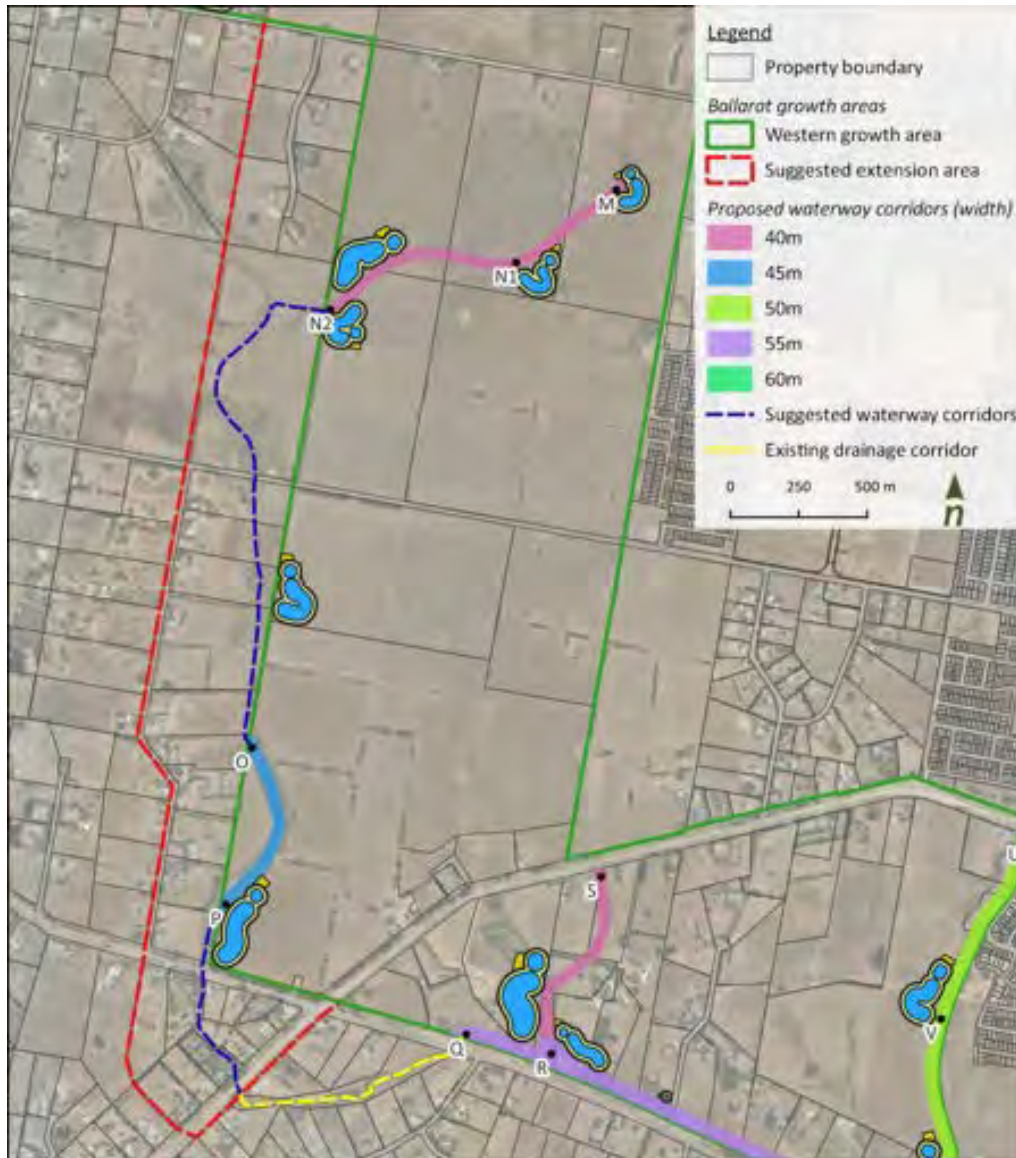 Legend
Property boundary
Ballarat growth areas
Western growth area
Suggested extension area
Proposed waterway corridors (width)
40m
45m
50m
55m
60m
Suggested waterway corridors
Existing drainage corridor
0 250 500 m
n
M
N1
N2
O
P
S
U
Q
R
V